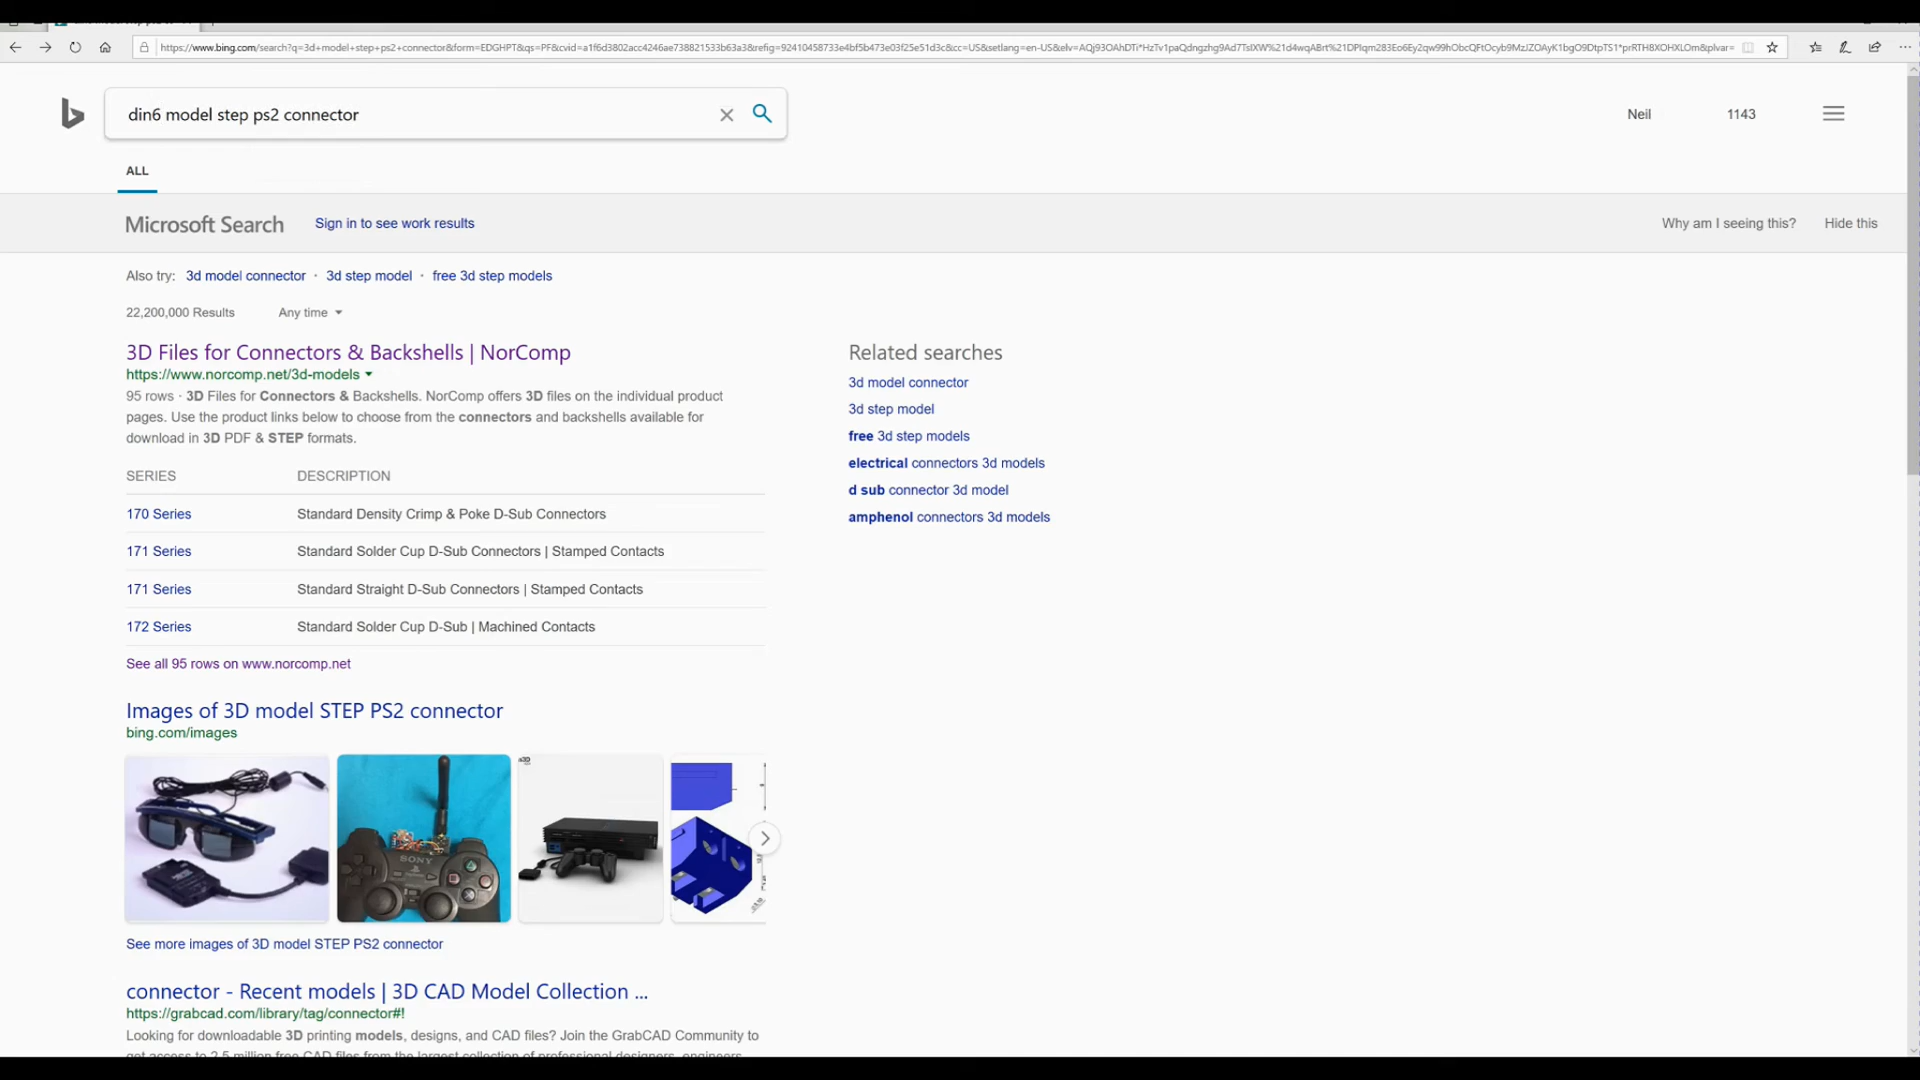 https://www.bing.com/search?q=3d+model+step+ps2+connector&form=EDGHPT&qs=PF&cvid=a1f6d3802acc4246ae738821533b63a3&refig=92410458733e4bf5b473e03f25e51d3c&cc=US&setlang=en-US&elv=
din6 model step ps2 connector
Neil
1143
ALL
Microsoft Search
Sign in to see work results
Why am I seeing this?
Hide this
Also try: 3d model connector · 3d step model · free 3d step models
22,200,000 Results
Any time
3D Files for Connectors & Backshells | NorComp
https://www.norcomp.net/3d-models
95 rows · 3D Files for Connectors & Backshells. NorComp offers 3D files on the individual product
pages. Use the product links below to choose from the connectors and backshells available for
download in 3D PDF & STEP formats.
SERIES DESCRIPTION
170 Series Standard Density Crimp & Poke D-Sub Connectors
171 Series Standard Solder Cup D-Sub Connectors | Stamped Contacts
171 Series Standard Straight D-Sub Connectors | Stamped Contacts
172 Series Standard Solder Cup D-Sub | Machined Contacts
See all 95 rows on www.norcomp.net
Images of 3D model STEP PS2 connector
bing.com/images
SONY
See more images of 3D model STEP PS2 connector
connector - Recent models | 3D CAD Model Collection ...
https://grabcad.com/library/tag/connector#!
Looking for downloadable 3D printing models, designs, and CAD files? Join the GrabCAD Community to
get access to 2.5 million free CAD files from the largest collection of professional designers, engineers,
Related searches
3d model connector
3d step model
free 3d step models
electrical connectors 3d models
d sub connector 3d model
amphenol connectors 3d models